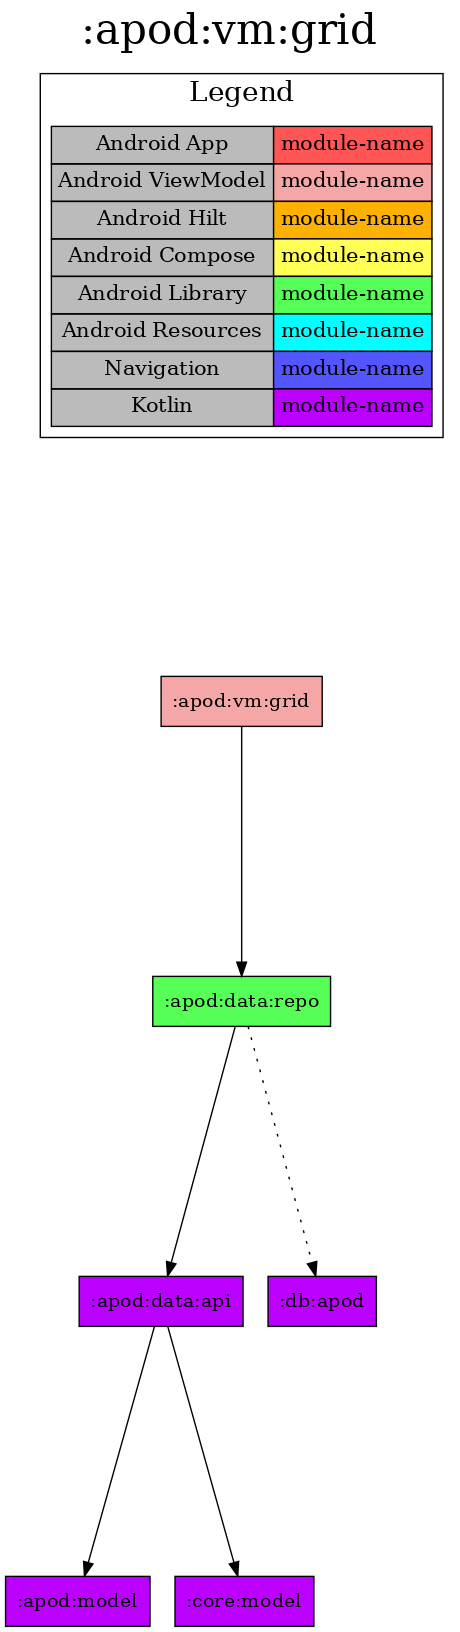 :apod:vm:grid
Legend
Android App module-name
Android ViewModel module-name
Android Hilt module-name
Android Compose module-name
Android Library module-name
Android Resources module-name
Navigation module-name
Kotlin module-name
:apod:vm:grid
:apod:data:repo
:apod:data:api :db:apod
:apod:model :core:model